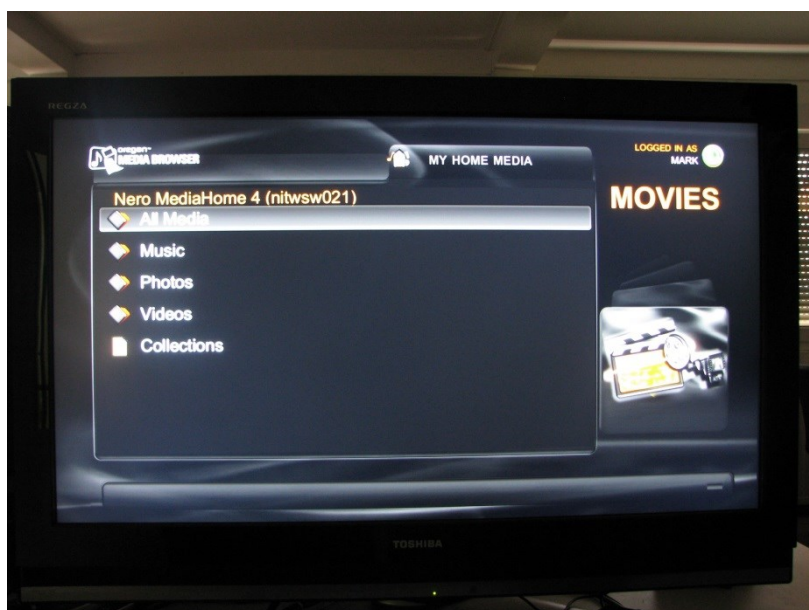 REGZA
oregan™
MEDIA BROWSER
MY HOME MEDIA
LOGGED IN AS
MARK
MOVIES
Nero MediaHome 4 (nitwsw021)
All Media
Music
Photos
Videos
Collections
TOSHIBA